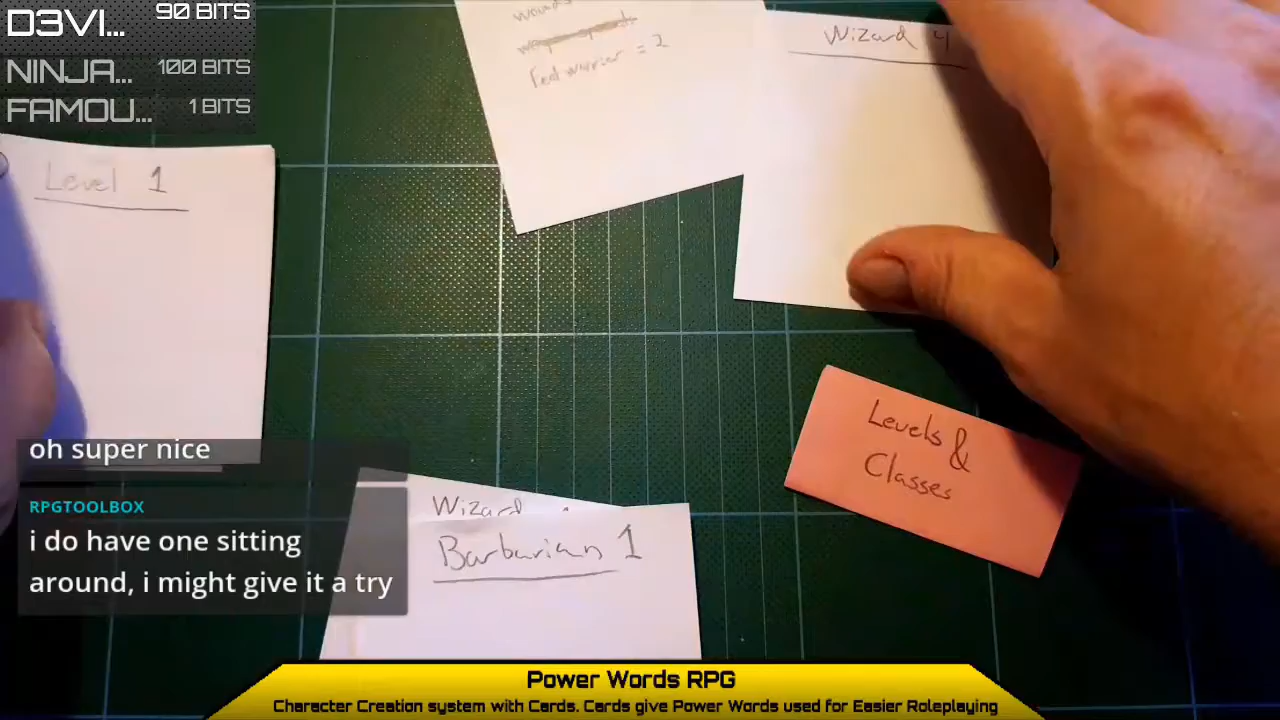 D3VI... 90 BITS
NINJA... 100 BITS
FAMOU... 1 BITS
= 2
Wizard 4
Level 1
Levels &
Classes
Wizard
Barbarian 1
oh super nice
RPGTOOLBOX
i do have one sitting
around, i might give it a try
Power Words RPG
Character Creation system with Cards. Cards give Power Words used for Easier Roleplaying